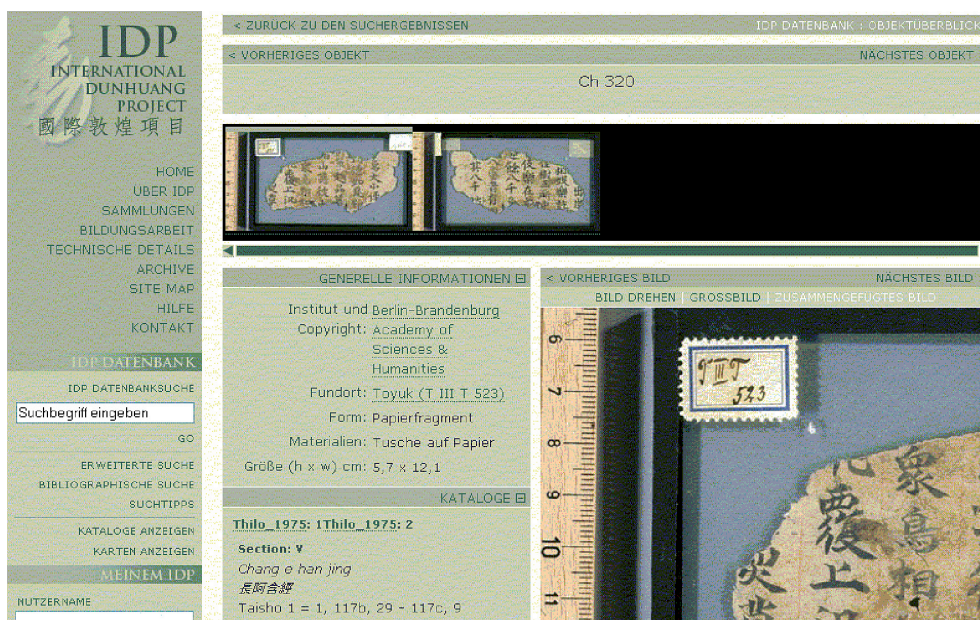 IDP
INTERNATIONAL
DUNHUANG
PROJECT
國際敦煌項目
HOME
ÜBER IDP
SAMMLUNGEN
BILDUNGSARBEIT
TECHNISCHE DETAILS
ARCHIVE
SITE MAP
HILFE
KONTAKT
IDP DATENBANK
IDP DATENBANKSUCHE
Suchbegriff eingeben
GO
ERWEITERTE SUCHE
BIBLIOGRAPHISCHE SUCHE
SUCHTIPPS
KATALOGE ANZEIGEN
KARTEN ANZEIGEN
MEINEM IDP
NUTZERNAME
< ZURÜCK ZU DEN SUCHERGEBNISSEN
IDP DATENBANK : OBJEKTÜBERBLICK
< VORHERIGES OBJEKT
NÄCHSTES OBJEKT
Ch 320
GENERELLE INFORMATIONEN
Institut und Copyright: Berlin-Brandenburg
Academy of
Sciences &
Humanities
Fundort: Toyuk (T III T 523)
Form: Papierfragment
Materialien: Tusche auf Papier
Größe (h x w) cm: 5,7 x 12,1
KATALOGE
Thilo_1975: 1Thilo_1975: 2
Section: V
Chang e han jing
長阿含經
Taisho 1 = 1, 117b, 29 - 117c, 9
< VORHERIGES BILD
NÄCHSTES BILD
BILD DREHEN | GROSSBILD | ZUSAMMENGEFÜGTES BILD
6
7
8
9
10
11
T III T
523
衆鳥相
覆上